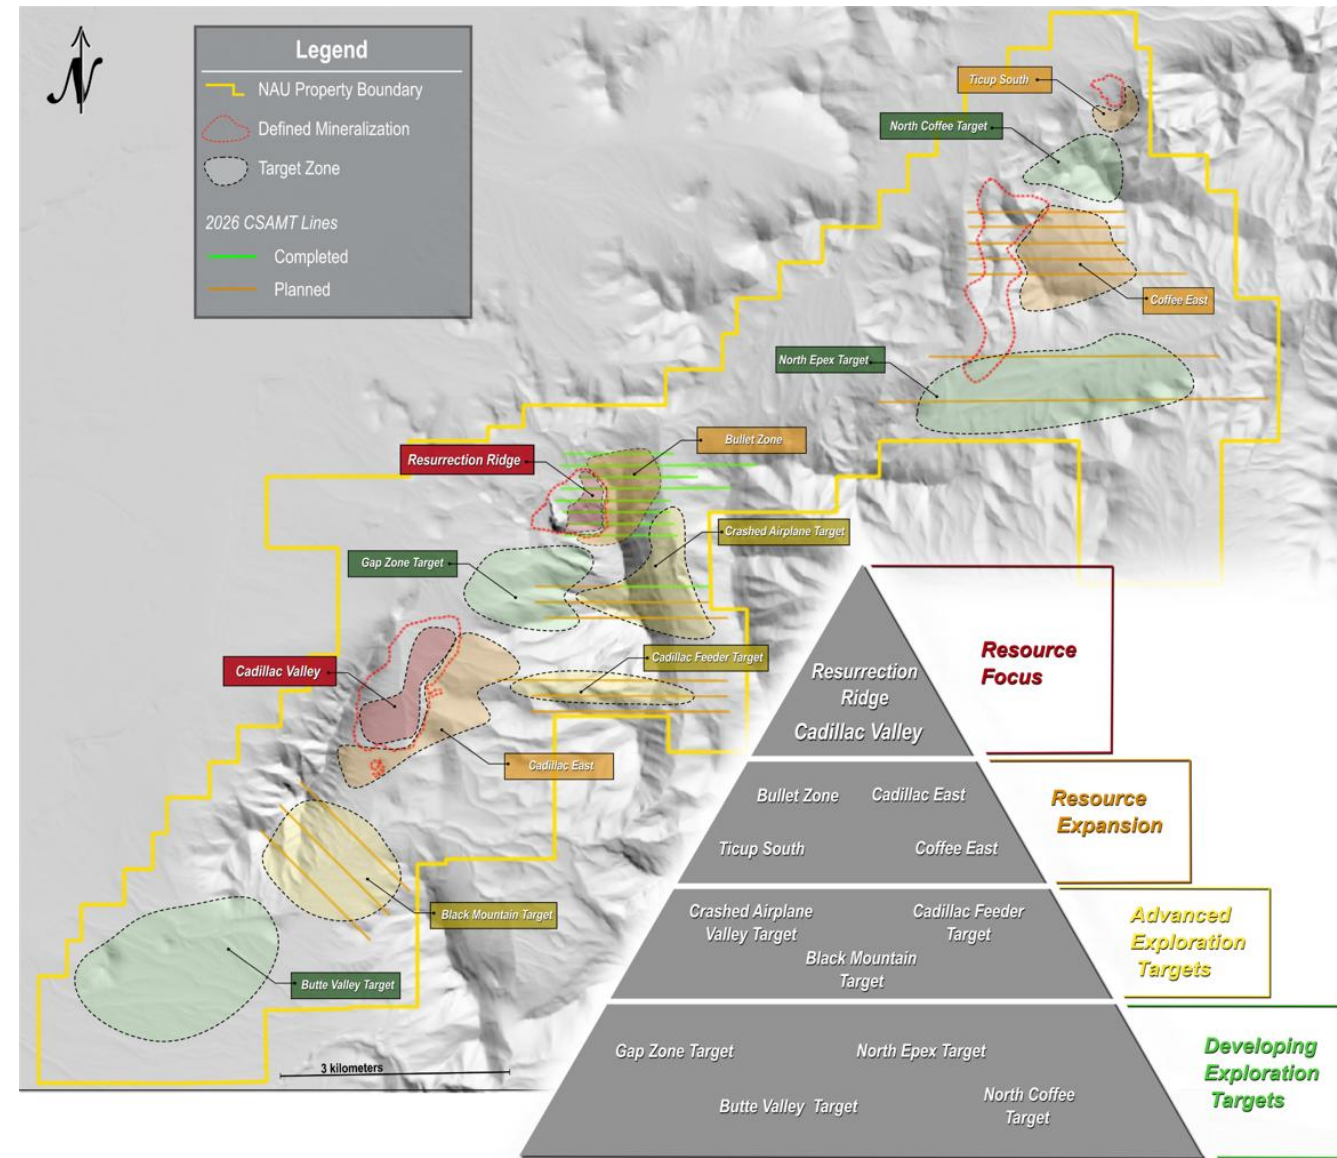 N
Legend
NAU Property Boundary
Defined Mineralization
Target Zone
2026 CSAMT Lines
Completed
Planned
Ticup South
North Coffee Target
Coffee East
North Epex Target
Bullet Zone
Resurrection Ridge
Crashed Airplane Target
Gap Zone Target
Cadillac Feeder Target
Cadillac Valley
Cadillac East
Black Mountain Target
Butte Valley Target
3 kilometers
Resurrection
Ridge
Cadillac Valley
Resource
Focus
Bullet Zone
Cadillac East
Ticup South
Coffee East
Resource
Expansion
Crashed Airplane
Valley Target
Cadillac Feeder
Target
Black Mountain
Target
Advanced
Exploration
Targets
Gap Zone Target
North Epex Target
Butte Valley Target
North Coffee
Target
Developing
Exploration
Targets